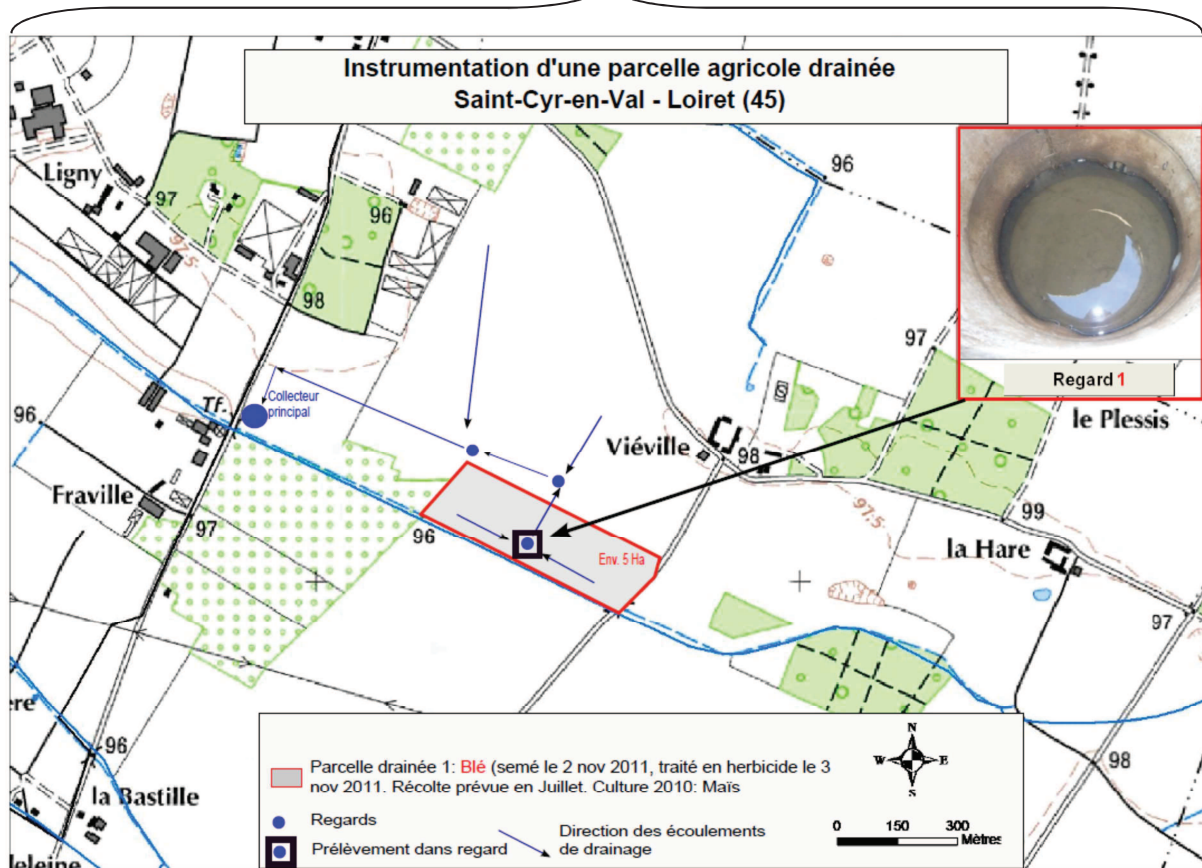 Instrumentation d'une parcelle agricole drainée
Saint-Cyr-en-Val - Loiret (45)
Ligny
97
97,5
96
98
96
97
Regard 1
le Plessis
Collecteur
principal
Tf.
96
Fraville
97
Viéville
98
97,5
99
la Hare
96
Env. 5 Ha
97
ere
96
la Bastille
deleine
98
Parcelle drainée 1: Blé (semé le 2 nov 2011, traité en herbicide le 3
nov 2011. Récolte prévue en Juillet. Culture 2010: Maïs
Regards
Prélèvement dans regard
Direction des écoulements
de drainage
N
W E
S
0 150 300
Mètres